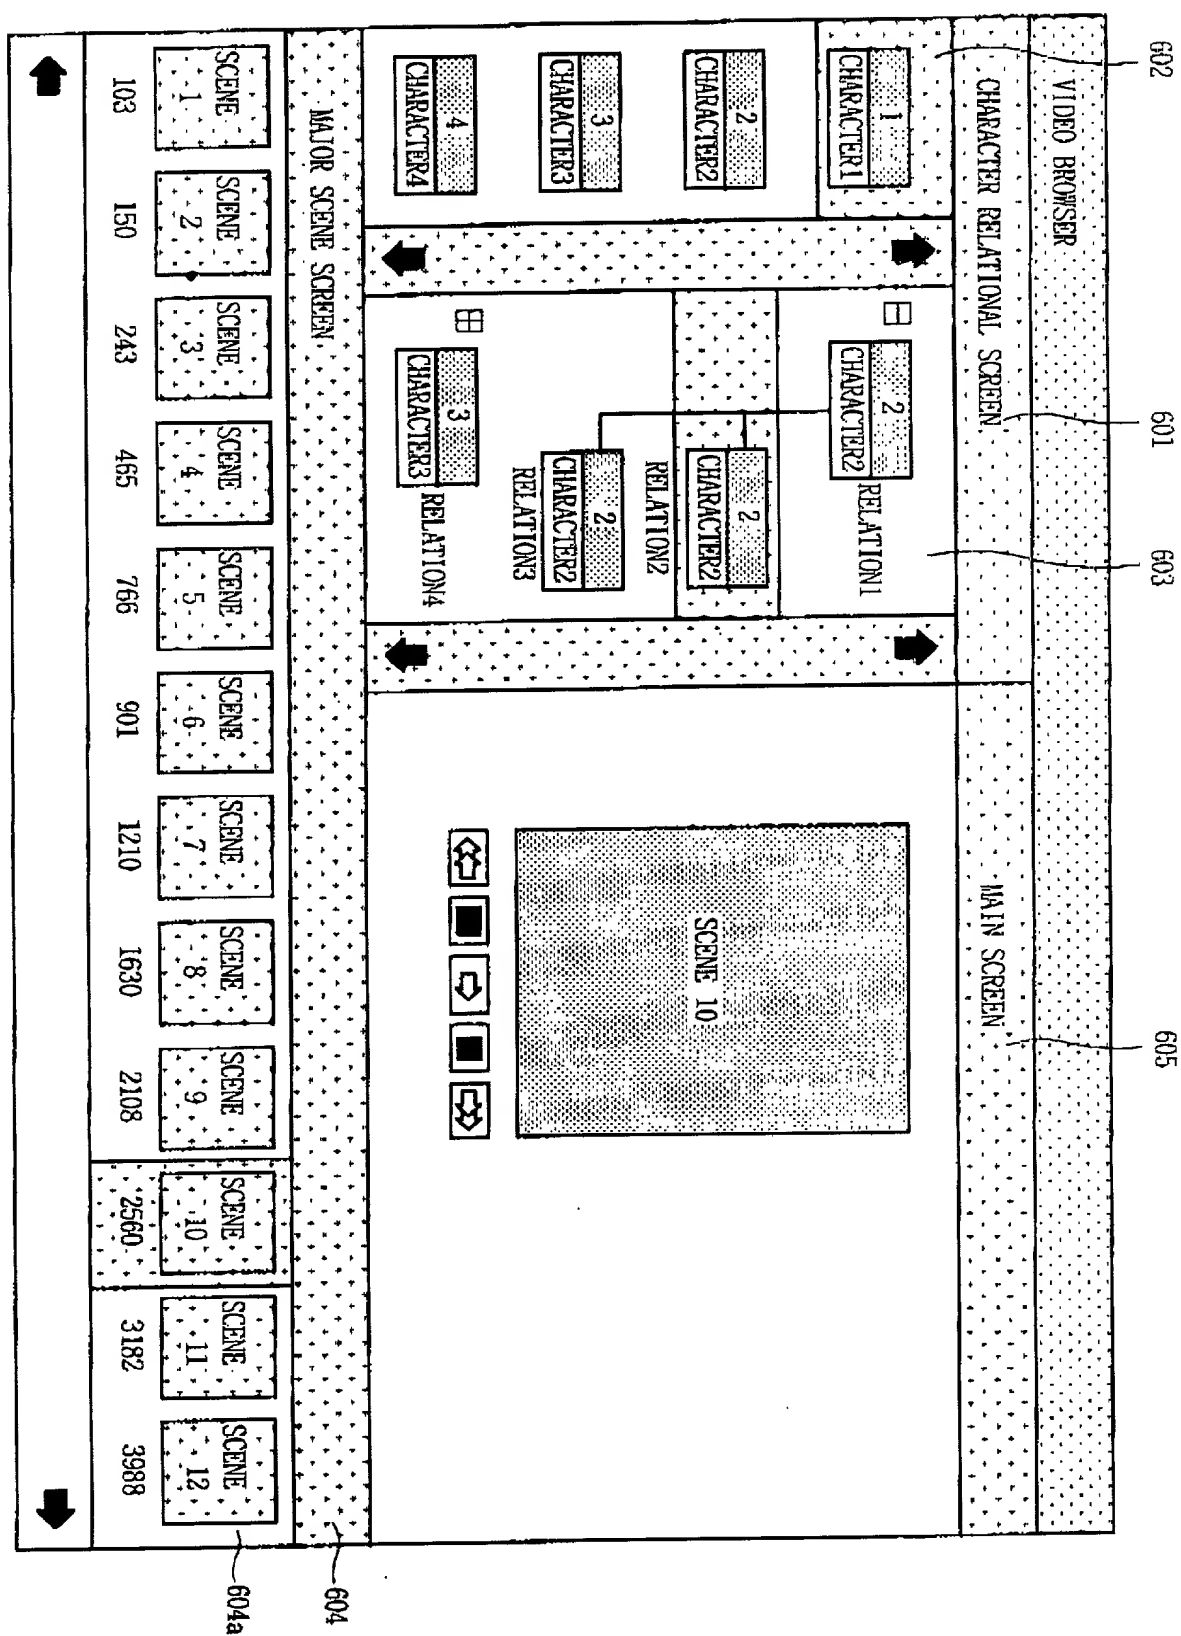 VIDEO BROWSER
CHARACTER RELATIONAL SCREEN
MAIN SCREEN
602
601
603
605
1
CHARACTER1
2
CHARACTER2
3
CHARACTER3
4
CHARACTER4
2
CHARACTER2
RELATION1
2
CHARACTER2
RELATION2
2
CHARACTER2
RELATION3
3
CHARACTER3
RELATION4
SCENE 10
MAJOR SCENE SCREEN
604
SCENE
1
SCENE
2
SCENE
3
SCENE
4
SCENE
5
SCENE
6
SCENE
7
SCENE
8
SCENE
9
SCENE
10
SCENE
11
SCENE
12
604a
103
150
243
465
766
901
1210
1630
2108
2560
3182
3988